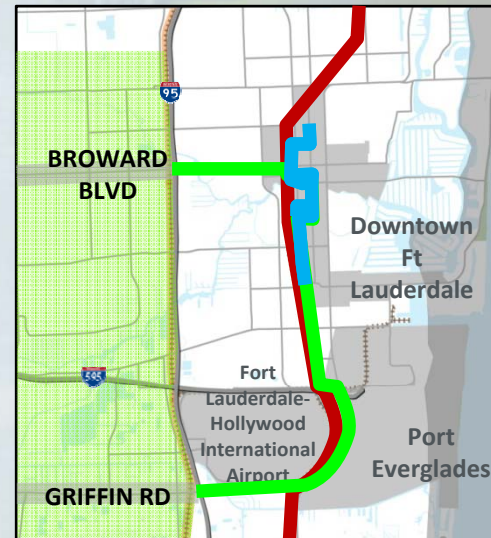 95
BROWARD
BLVD
Downtown
Ft
Lauderdale
595
Fort
Lauderdale-
Hollywood
International
Airport
Port
Everglades
GRIFFIN RD